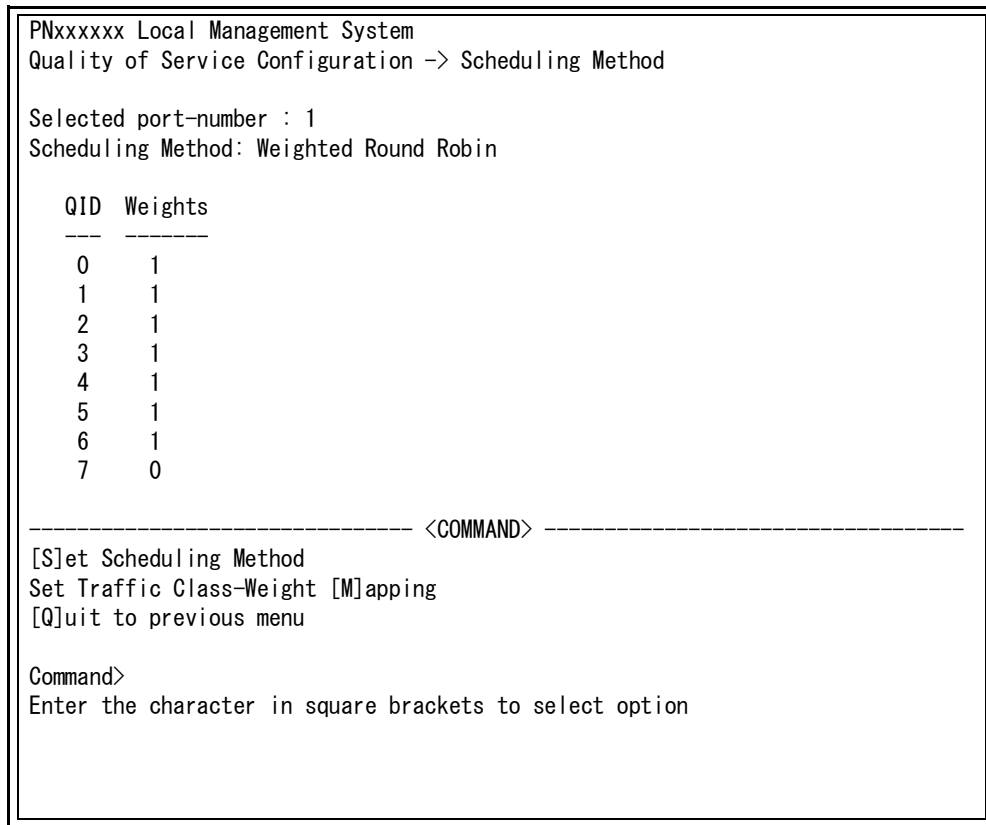 PNxxxxxx Local Management System
Quality of Service Configuration -> Scheduling Method
Selected port-number : 1
Scheduling Method: Weighted Round Robin
QID  Weights
---  -------
0     1
1     1
2     1
3     1
4     1
5     1
6     1
7     0
-------------------------------- <COMMAND> -----------------------------------
[S]et Scheduling Method
Set Traffic Class-Weight [M]apping
[Q]uit to previous menu
Command>
Enter the character in square brackets to select option